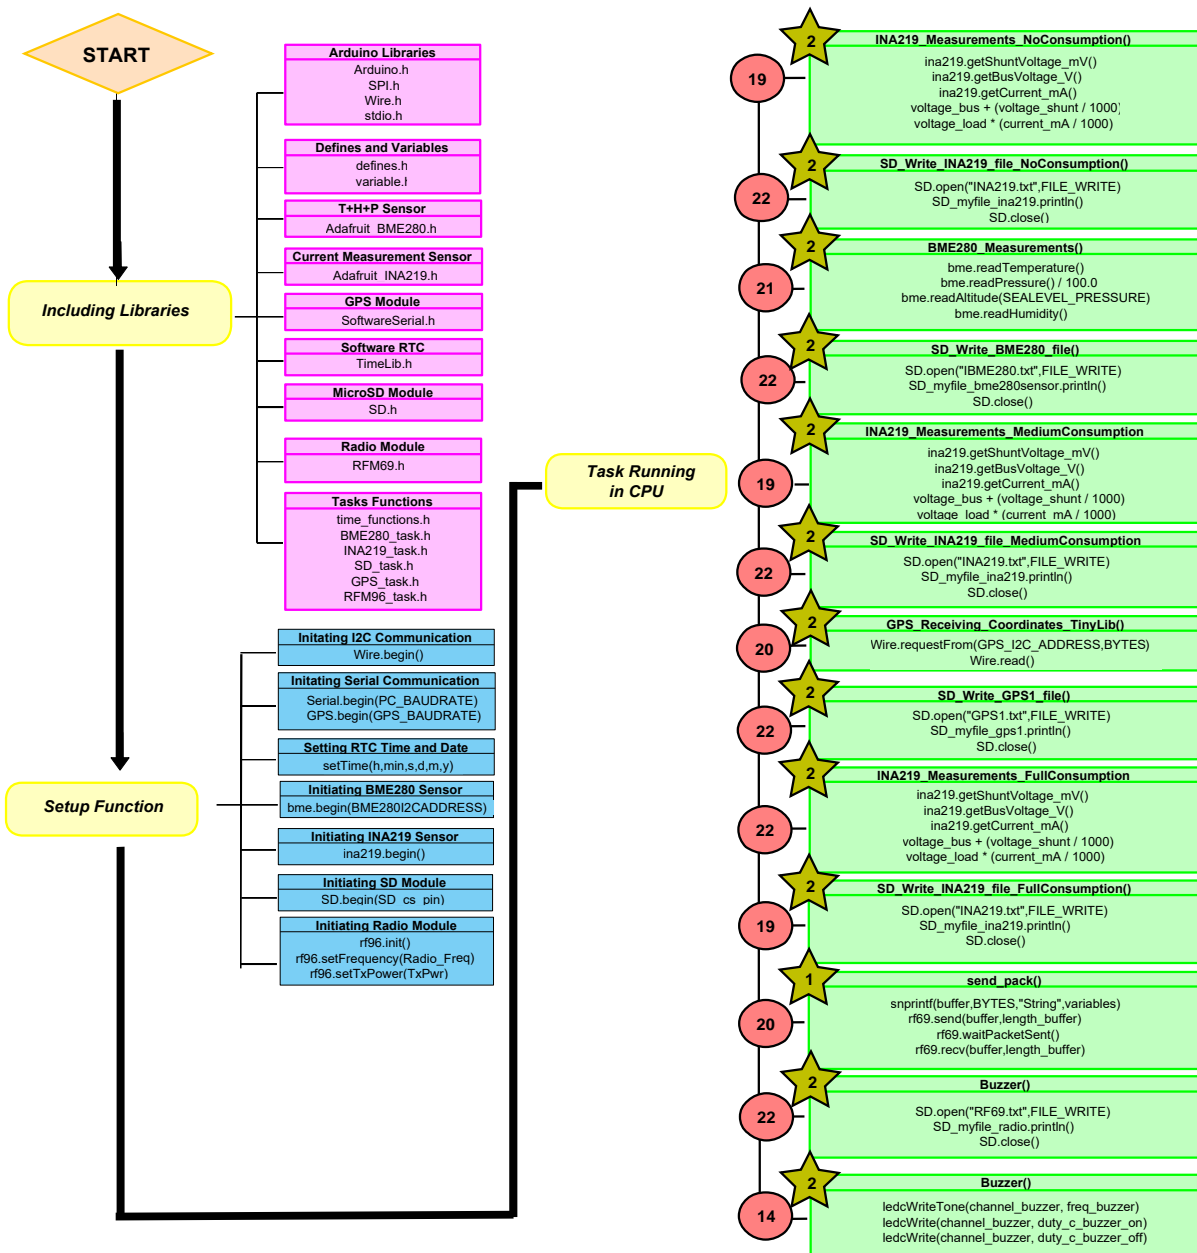 START
Including Libraries
Arduino Libraries
Arduino.h
SPI.h
Wire.h
stdio.h
Defines and Variables
defines.h
variable.h
T+H+P Sensor
Adafruit_BME280.h
Current Measurement Sensor
Adafruit_INA219.h
GPS Module
SoftwareSerial.h
Software RTC
TimeLib.h
MicroSD Module
SD.h
Radio Module
RFM69.h
Tasks Functions
time_functions.h
BME280_task.h
INA219_task.h
SD_task.h
GPS_task.h
RFM96_task.h
Setup Function
Initating I2C Communication
Wire.begin()
Initating Serial Communication
Serial.begin(PC_BAUDRATE)
GPS.begin(GPS_BAUDRATE)
Setting RTC Time and Date
setTime(h,min,s,d,m,y)
Initiating BME280 Sensor
bme.begin(BME280I2CADDRESS)
Initiating INA219 Sensor
ina219.begin()
Initiating SD Module
SD.begin(SD_cs_pin)
Initiating Radio Module
rf96.init()
rf96.setFrequency(Radio_Freq)
rf96.setTxPower(TxPwr)
Task Running
in CPU
2
INA219_Measurements_NoConsumption()
19
ina219.getShuntVoltage_mV()
ina219.getBusVoltage_V()
ina219.getCurrent_mA()
voltage_bus + (voltage_shunt / 1000)
voltage_load * (current_mA / 1000)
2
SD_Write_INA219_file_NoConsumption()
22
SD.open("INA219.txt",FILE_WRITE)
SD_myfile_ina219.println()
SD.close()
2
BME280_Measurements()
21
bme.readTemperature()
bme.readPressure() / 100.0
bme.readAltitude(SEALEVEL_PRESSURE)
bme.readHumidity()
2
SD_Write_BME280_file()
22
SD.open("IBME280.txt",FILE_WRITE)
SD_myfile_bme280sensor.println()
SD.close()
2
INA219_Measurements_MediumConsumption
19
ina219.getShuntVoltage_mV()
ina219.getBusVoltage_V()
ina219.getCurrent_mA()
voltage_bus + (voltage_shunt / 1000)
voltage_load * (current_mA / 1000)
2
SD_Write_INA219_file_MediumConsumption
22
SD.open("INA219.txt",FILE_WRITE)
SD_myfile_ina219.println()
SD.close()
2
GPS_Receiving_Coordinates_TinyLib()
20
Wire.requestFrom(GPS_I2C_ADDRESS,BYTES)
Wire.read()
2
SD_Write_GPS1_file()
22
SD.open("GPS1.txt",FILE_WRITE)
SD_myfile_gps1.println()
SD.close()
2
INA219_Measurements_FullConsumption
22
ina219.getShuntVoltage_mV()
ina219.getBusVoltage_V()
ina219.getCurrent_mA()
voltage_bus + (voltage_shunt / 1000)
voltage_load * (current_mA / 1000)
2
SD_Write_INA219_file_FullConsumption()
19
SD.open("INA219.txt",FILE_WRITE)
SD_myfile_ina219.println()
SD.close()
1
send_pack()
20
snprintf(buffer,BYTES,"String",variables)
rf69.send(buffer,length_buffer)
rf69.waitPacketSent()
rf69.recv(buffer,length_buffer)
2
Buzzer()
22
SD.open("RF69.txt",FILE_WRITE)
SD_myfile_radio.println()
SD.close()
2
Buzzer()
14
ledcWriteTone(channel_buzzer, freq_buzzer)
ledcWrite(channel_buzzer, duty_c_buzzer_on)
ledcWrite(channel_buzzer, duty_c_buzzer_off)